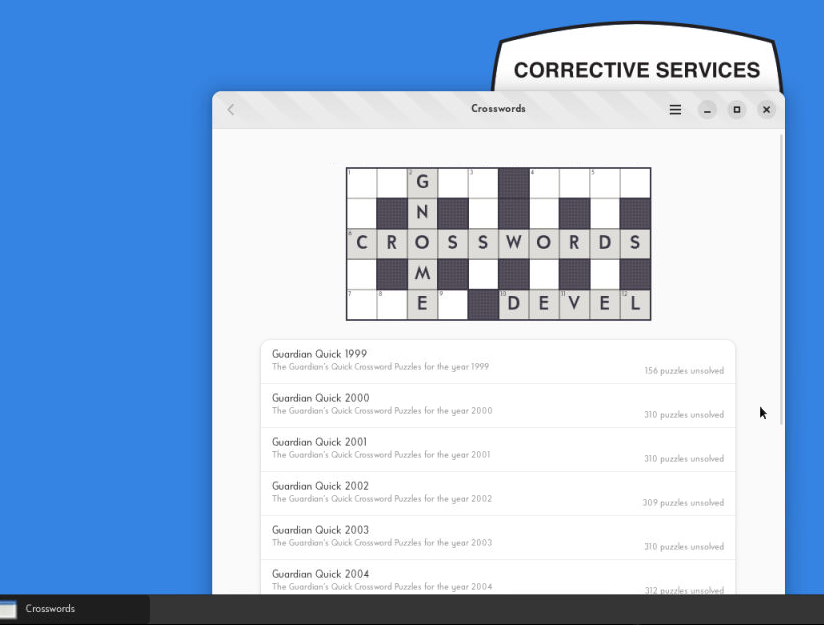 CORRECTIVE SERVICES
Crosswords
1 2 G 3 4 5
N
6 C R O S S W O R D S
M
7 8 E 9 10 D E 11 V E 12 L
Guardian Quick 1999
The Guardian's Quick Crossword Puzzles for the year 1999
156 puzzles unsolved
Guardian Quick 2000
The Guardian's Quick Crossword Puzzles for the year 2000
310 puzzles unsolved
Guardian Quick 2001
The Guardian's Quick Crossword Puzzles for the year 2001
310 puzzles unsolved
Guardian Quick 2002
The Guardian's Quick Crossword Puzzles for the year 2002
309 puzzles unsolved
Guardian Quick 2003
The Guardian's Quick Crossword Puzzles for the year 2003
310 puzzles unsolved
Guardian Quick 2004
The Guardian's Quick Crossword Puzzles for the year 2004
312 puzzles unsolved
Crosswords